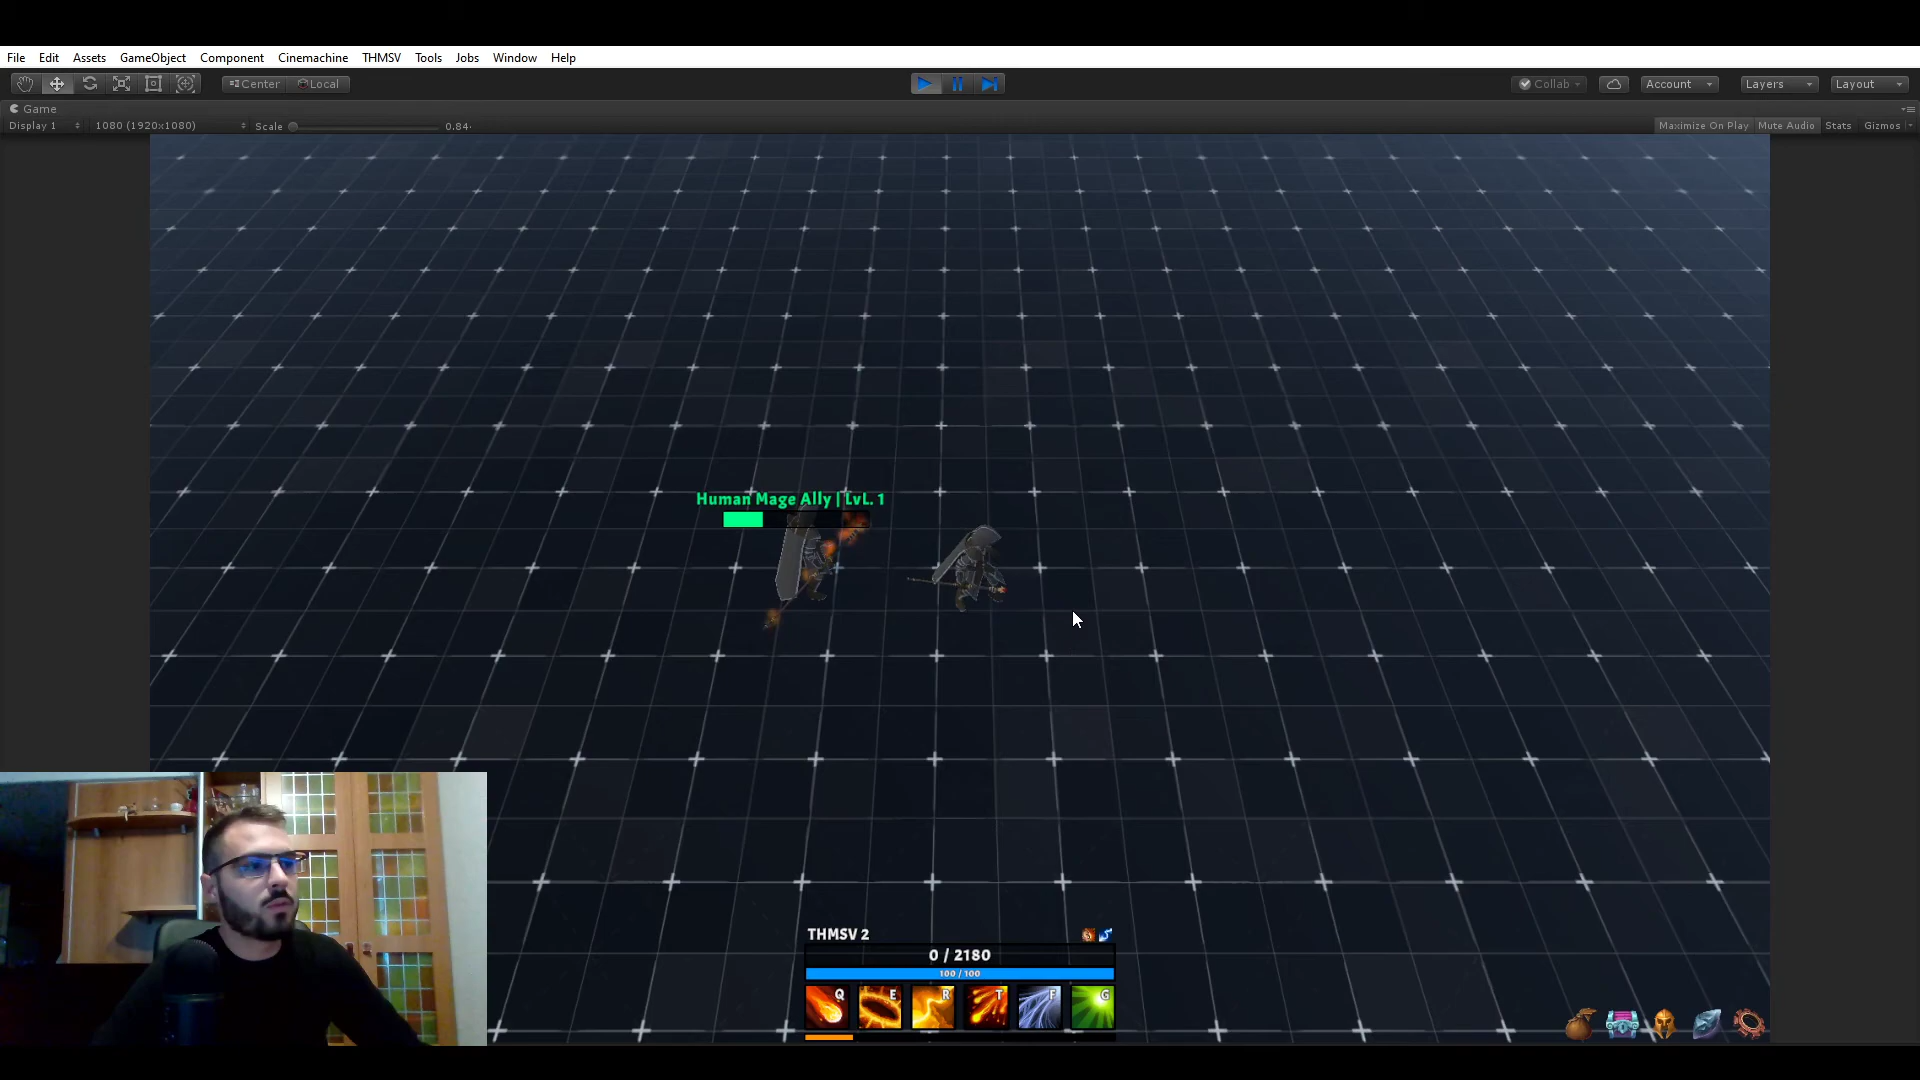 File Edit Assets GameObject Component Cinemachine THMSV Tools Jobs Window Help
Center Local Collab Account Layers Layout
Game
Display 1 1080 (1920x1080) Scale 0.84 Maximize On Play Mute Audio Stats Gizmos
Human Mage Ally | LvL. 1
THMSV 2
0 / 2180
100 / 100
Q E R T F G